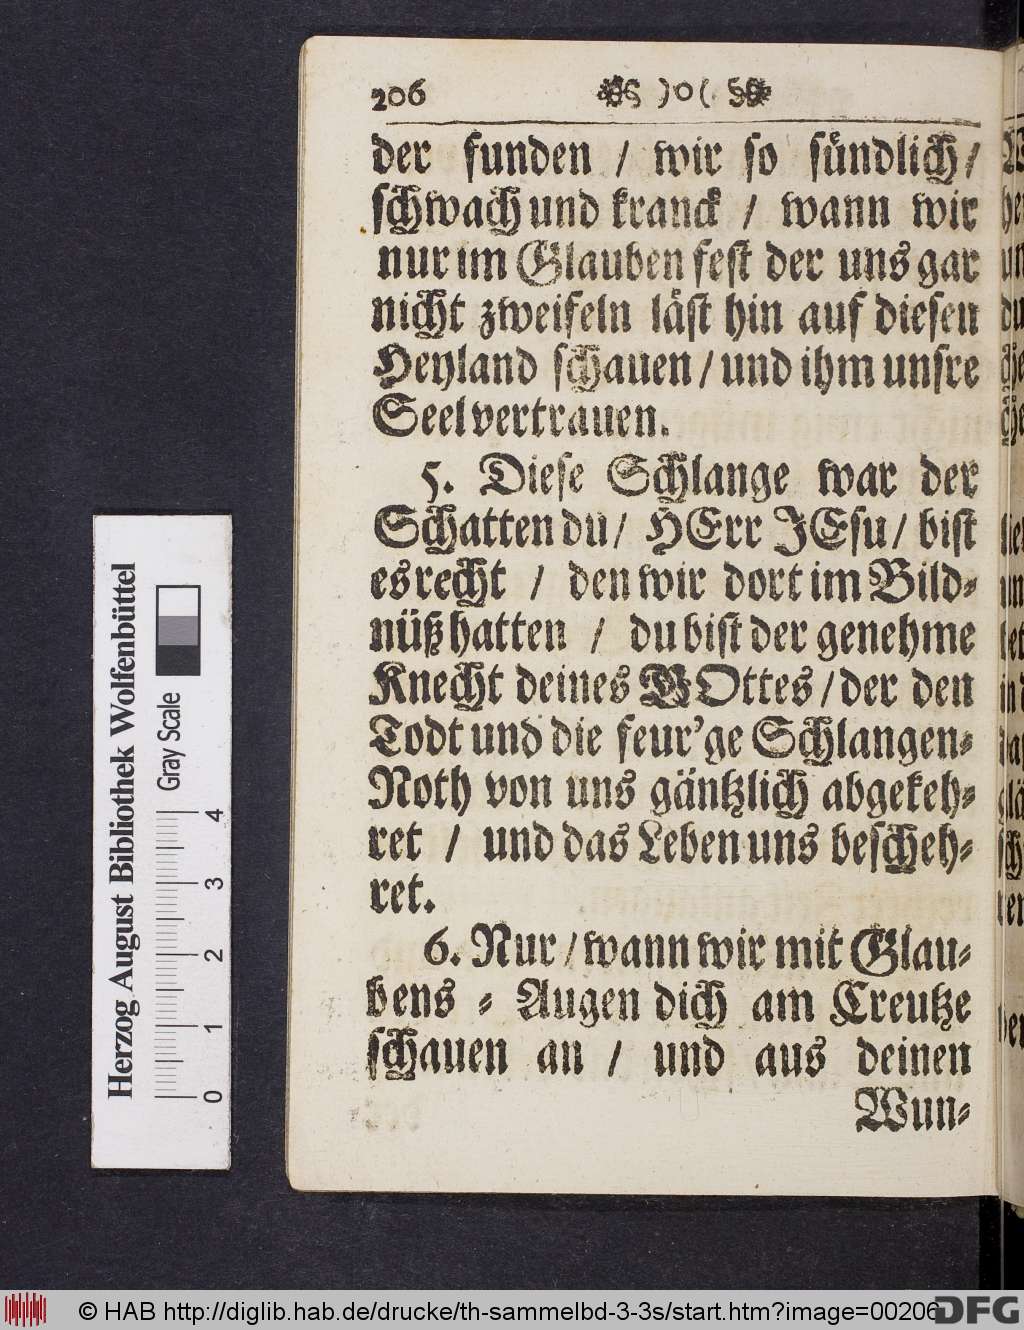 206 )o(
der funden / wir so sündlich /
schwach und kranck / wann wir
nur im Glauben fest der uns gar
nicht zweifeln läst hin auf diesen
Heyland schauen / und ihm unsre
Seel vertrauen.
5. Diese Schlange war der
Schatten du / HErr JEsu / bist
es recht / den wir dort im Bild-
nüß hatten / du bist der genehme
Knecht deines GOttes / der den
Todt und die feur'ge Schlangen-
Noth von uns gäntzlich abgekeh-
ret / und das Leben uns bescheh-
ret.
6. Nur / wann wir mit Glau-
bens - Augen dich am Creutze
schauen an / und aus deinen
Wun-
Herzog August Bibliothek Wolfenbüttel
Gray Scale
0 1 2 3 4
© HAB http://diglib.hab.de/drucke/th-sammelbd-3-3s/start.htm?image=00206
DFG